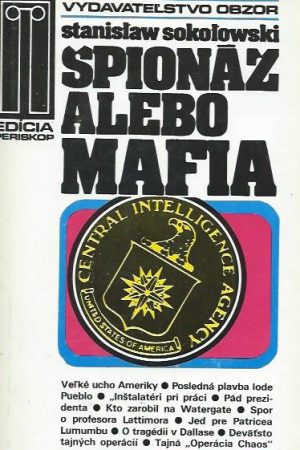 VYDAVATEĽSTVO OBZOR
stanisław sokołowski
ŠPIONÁŽ
ALEBO
MAFIA
EDÍCIA
PERISKOP
CENTRAL INTELLIGENCE AGENCY
UNITED STATES OF AMERICA
Veľké ucho Ameriky ● Posledná plavba lode
Pueblo ● „Inštalatéri pri práci ● Pád prezi-
denta ● Kto zarobil na Watergate ● Spor
o profesora Lattimora ● Jed pre Patricea
Lumumbu ● O tragédii v Dallase ● Deväťsto
tajných operácií ● Tajná „Operácia Chaos“